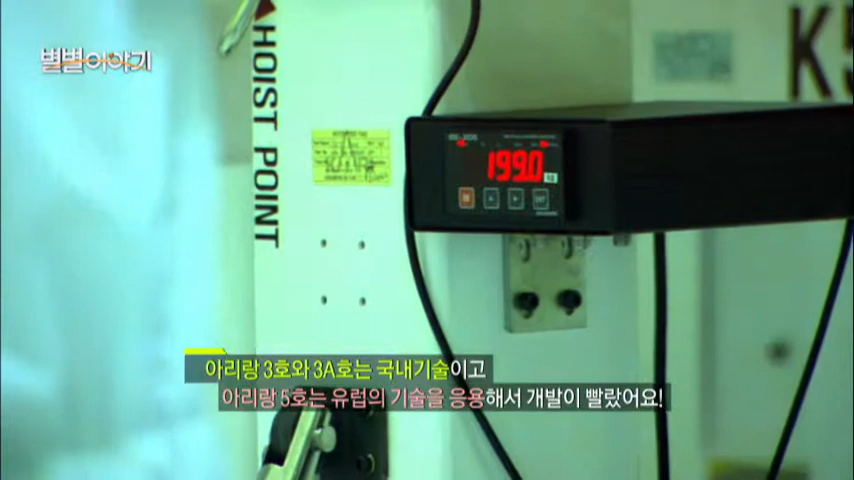 별별이야기
HOIST POINT
K5
199.0
아리랑 3호와 3A호는 국내기술이고
아리랑 5호는 유럽의 기술을 응용해서 개발이 빨랐어요!